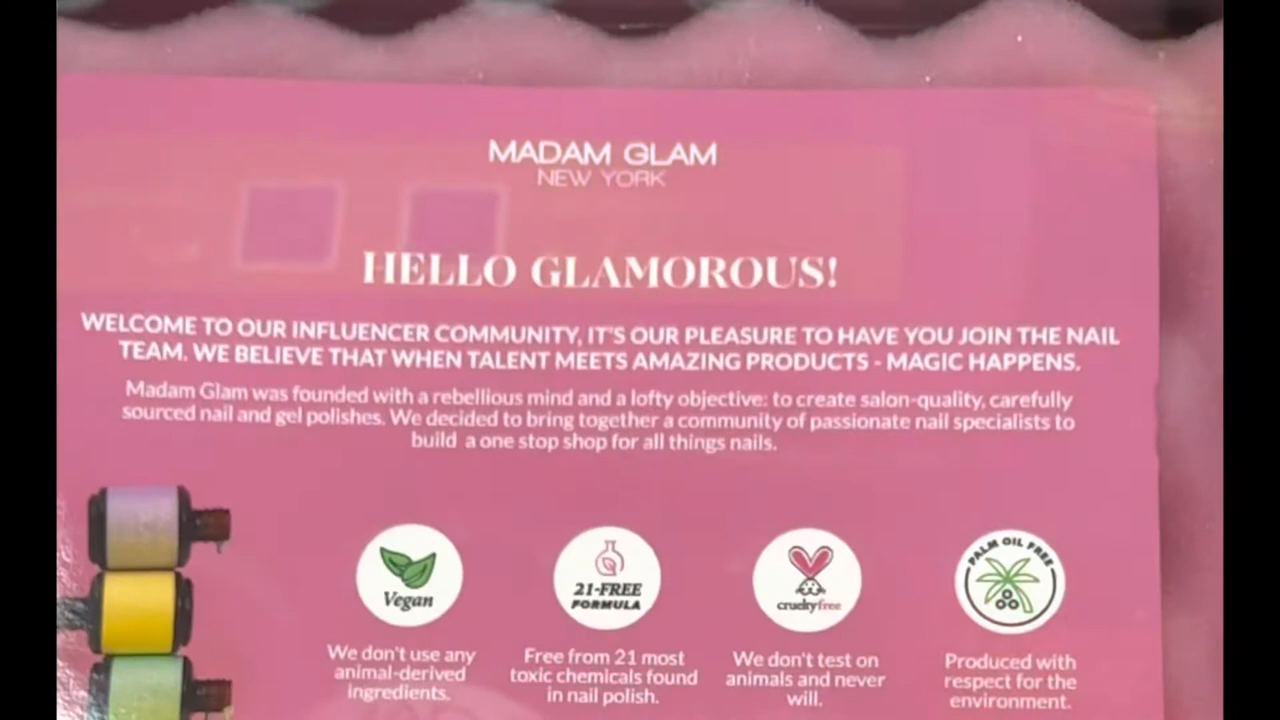 MADAM GLAM
NEW YORK
HELLO GLAMOROUS!
WELCOME TO OUR INFLUENCER COMMUNITY, IT'S OUR PLEASURE TO HAVE YOU JOIN THE NAIL
TEAM. WE BELIEVE THAT WHEN TALENT MEETS AMAZING PRODUCTS - MAGIC HAPPENS.
Madam Glam was founded with a rebellious mind and a lofty objective: to create salon-quality, carefully
sourced nail and gel polishes. We decided to bring together a community of passionate nail specialists to
build a one stop shop for all things nails.
Vegan
We don't use any
animal-derived
ingredients.
21-FREE
FORMULA
Free from 21 most
toxic chemicals found
in nail polish.
crueltyfree
We don't test on
animals and never
will.
PALM OIL FREE
Produced with
respect for the
environment.